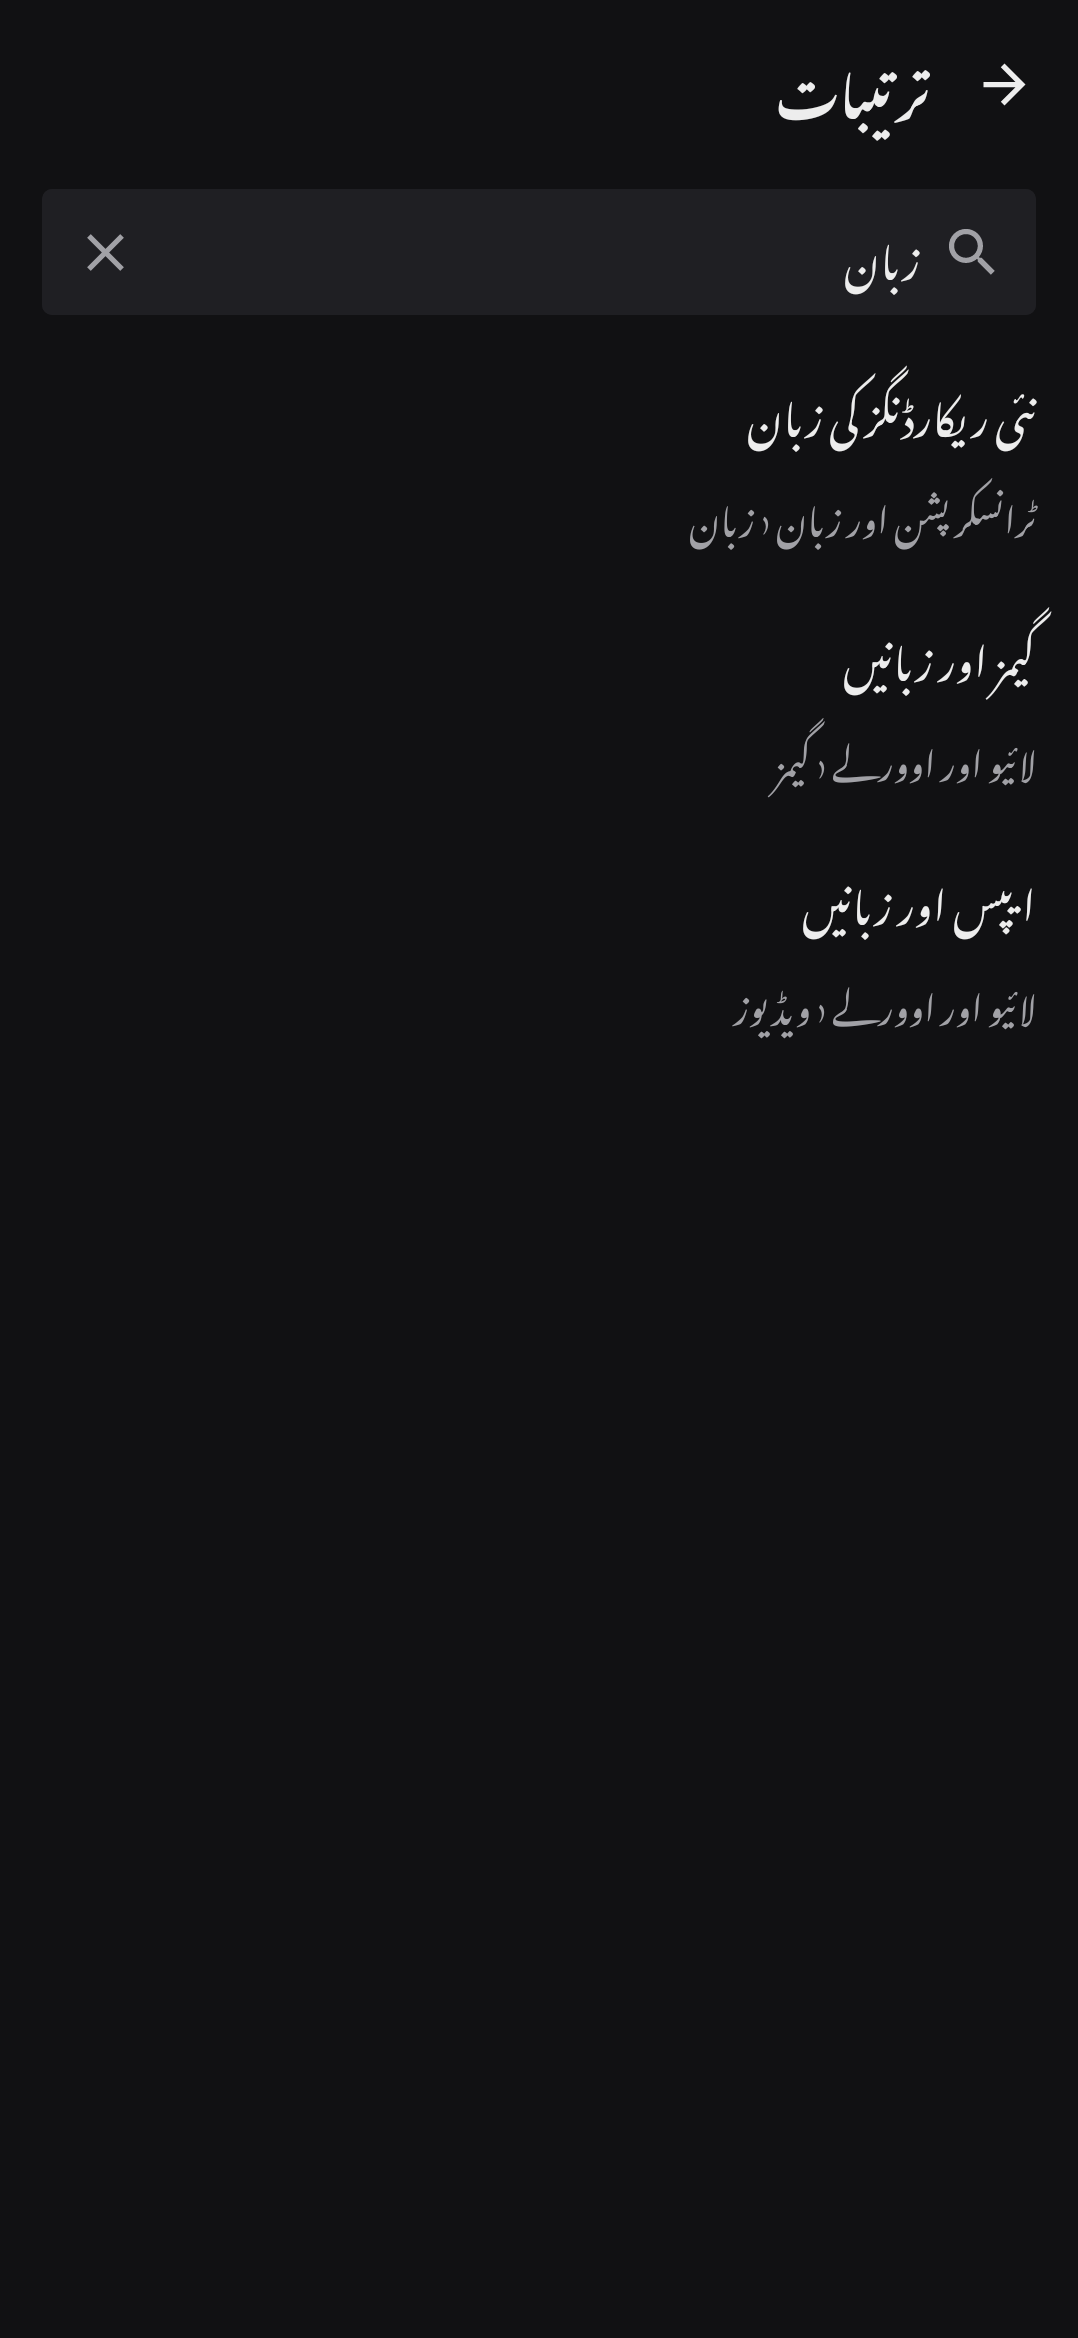 ترتیبات
زبان
نئی ریکارڈنگز کی زبان
ٹرانسکرپشن اور زبان › زبان
گیمز اور زبانیں
لائیو اور اوورلے › گیمز
ایپس اور زبانیں
لائیو اور اوورلے › ویڈیوز